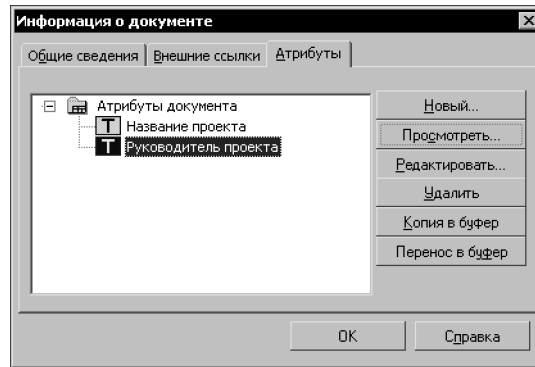 Информация о документе
Общие сведения Внешние ссылки Атрибуты
Атрибуты документа
Название проекта
Руководитель проекта
Новый...
Просмотреть...
Редактировать...
Удалить
Копия в буфер
Перенос в буфер
OK Справка